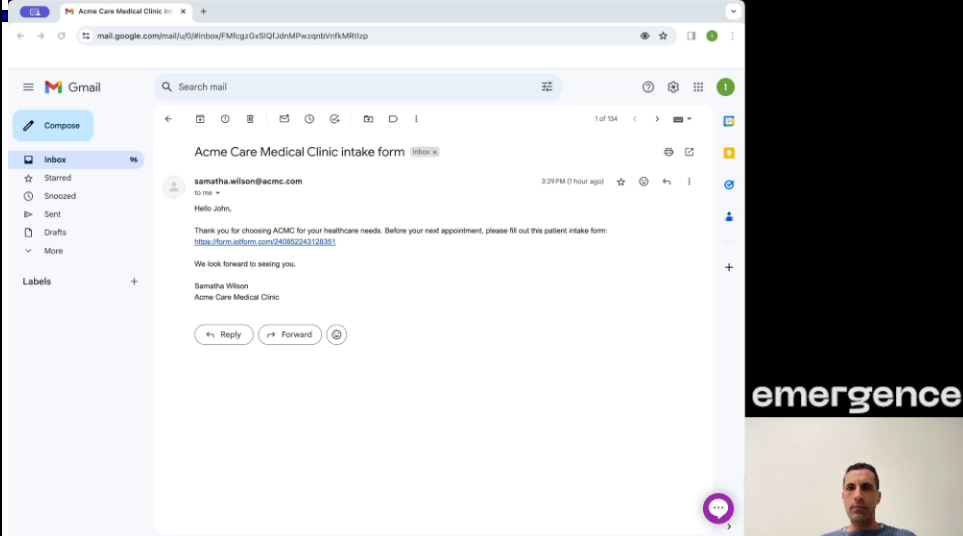 Acme Care Medical Clinic int
mail.google.com/mail/u/0/#inbox/FMfcgzGxSlQfJdnMPwzqnbVnfkMRtlzp
Gmail
Search mail
t
Compose
1 of 134
Inbox 96
Starred
Snoozed
Sent
Drafts
More
Labels
Acme Care Medical Clinic intake form Inbox x
samatha.wilson@acmc.com
3:29 PM (1 hour ago)
to me
Hello John,
Thank you for choosing ACMC for your healthcare needs. Before your next appointment, please fill out this patient intake form:
https://form.jotform.com/240852243128351
We look forward to seeing you.
Samatha Wilson
Acme Care Medical Clinic
Reply
Forward
emergence